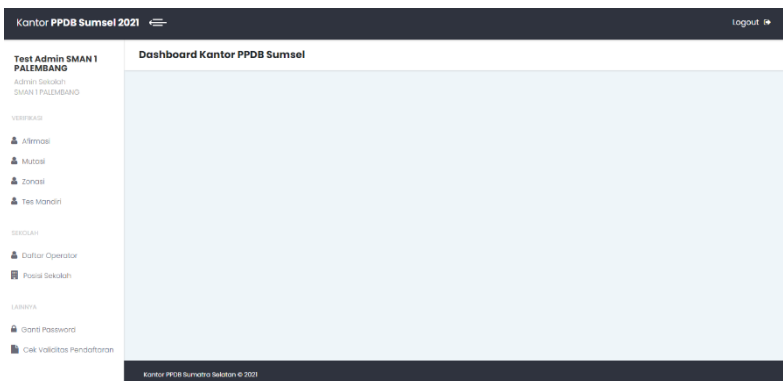 Kantor PPDB Sumsel 2021
Logout
Test Admin SMAN 1
PALEMBANG
Admin Sekolah
SMAN 1 PALEMBANG
Dashboard Kantor PPDB Sumsel
VERIFIKASI
Afirmasi
Mutasi
Zonasi
Tes Mandiri
SEKOLAH
Daftar Operator
Posisi Sekolah
LAINNYA
Ganti Password
Cek Validitas Pendaftaran
Kantor PPDB Sumatra Selatan © 2021